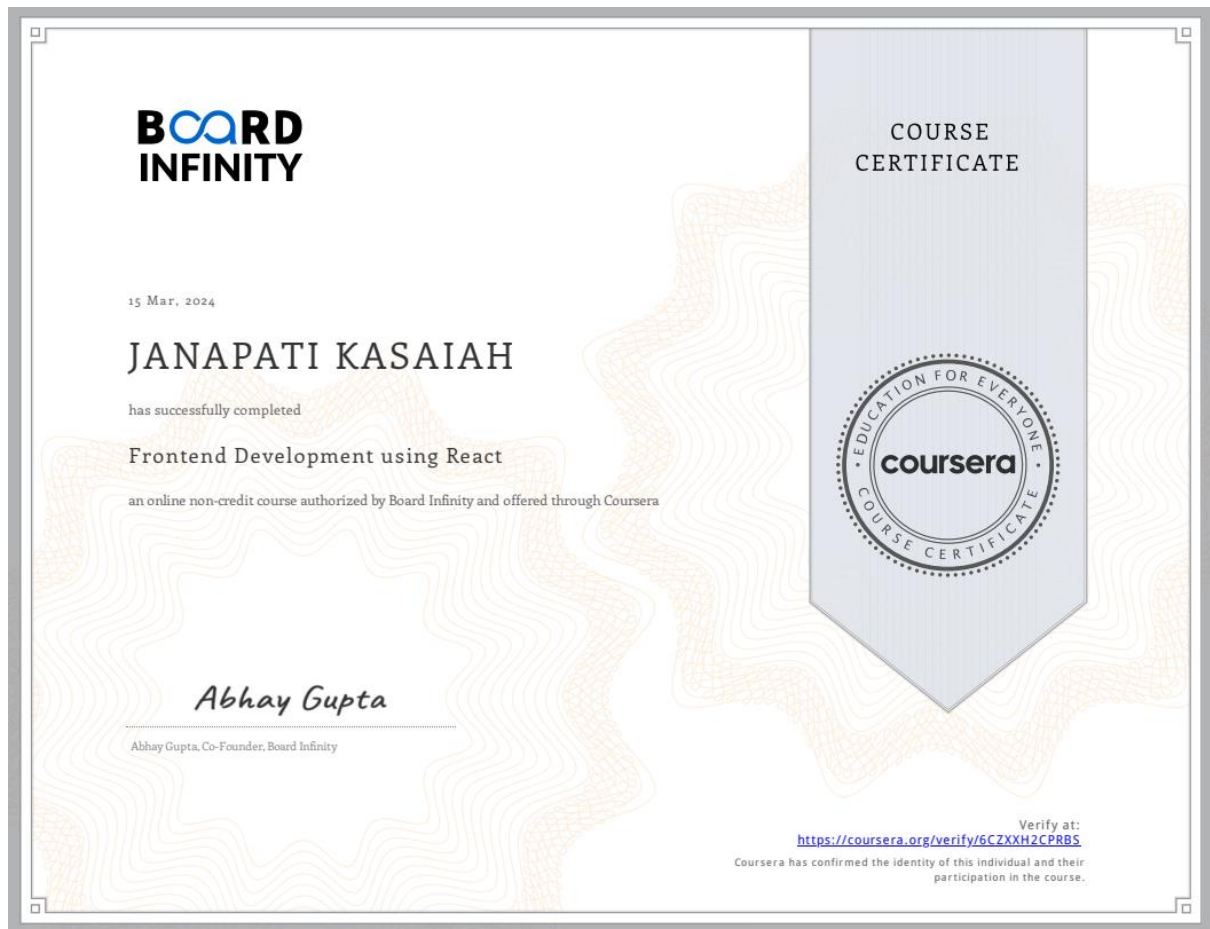 BOARD
INFINITY
COURSE
CERTIFICATE
15 Mar, 2024
JANAPATI KASAIAH
has successfully completed
Frontend Development using React
an online non-credit course authorized by Board Infinity and offered through Coursera
EDUCATION FOR EVERYONE
coursera
COURSE CERTIFICATE
Abhay Gupta
Abhay Gupta, Co-Founder, Board Infinity
Verify at:
https://coursera.org/verify/6CZXXH2CPRBS
Coursera has confirmed the identity of this individual and their
participation in the course.